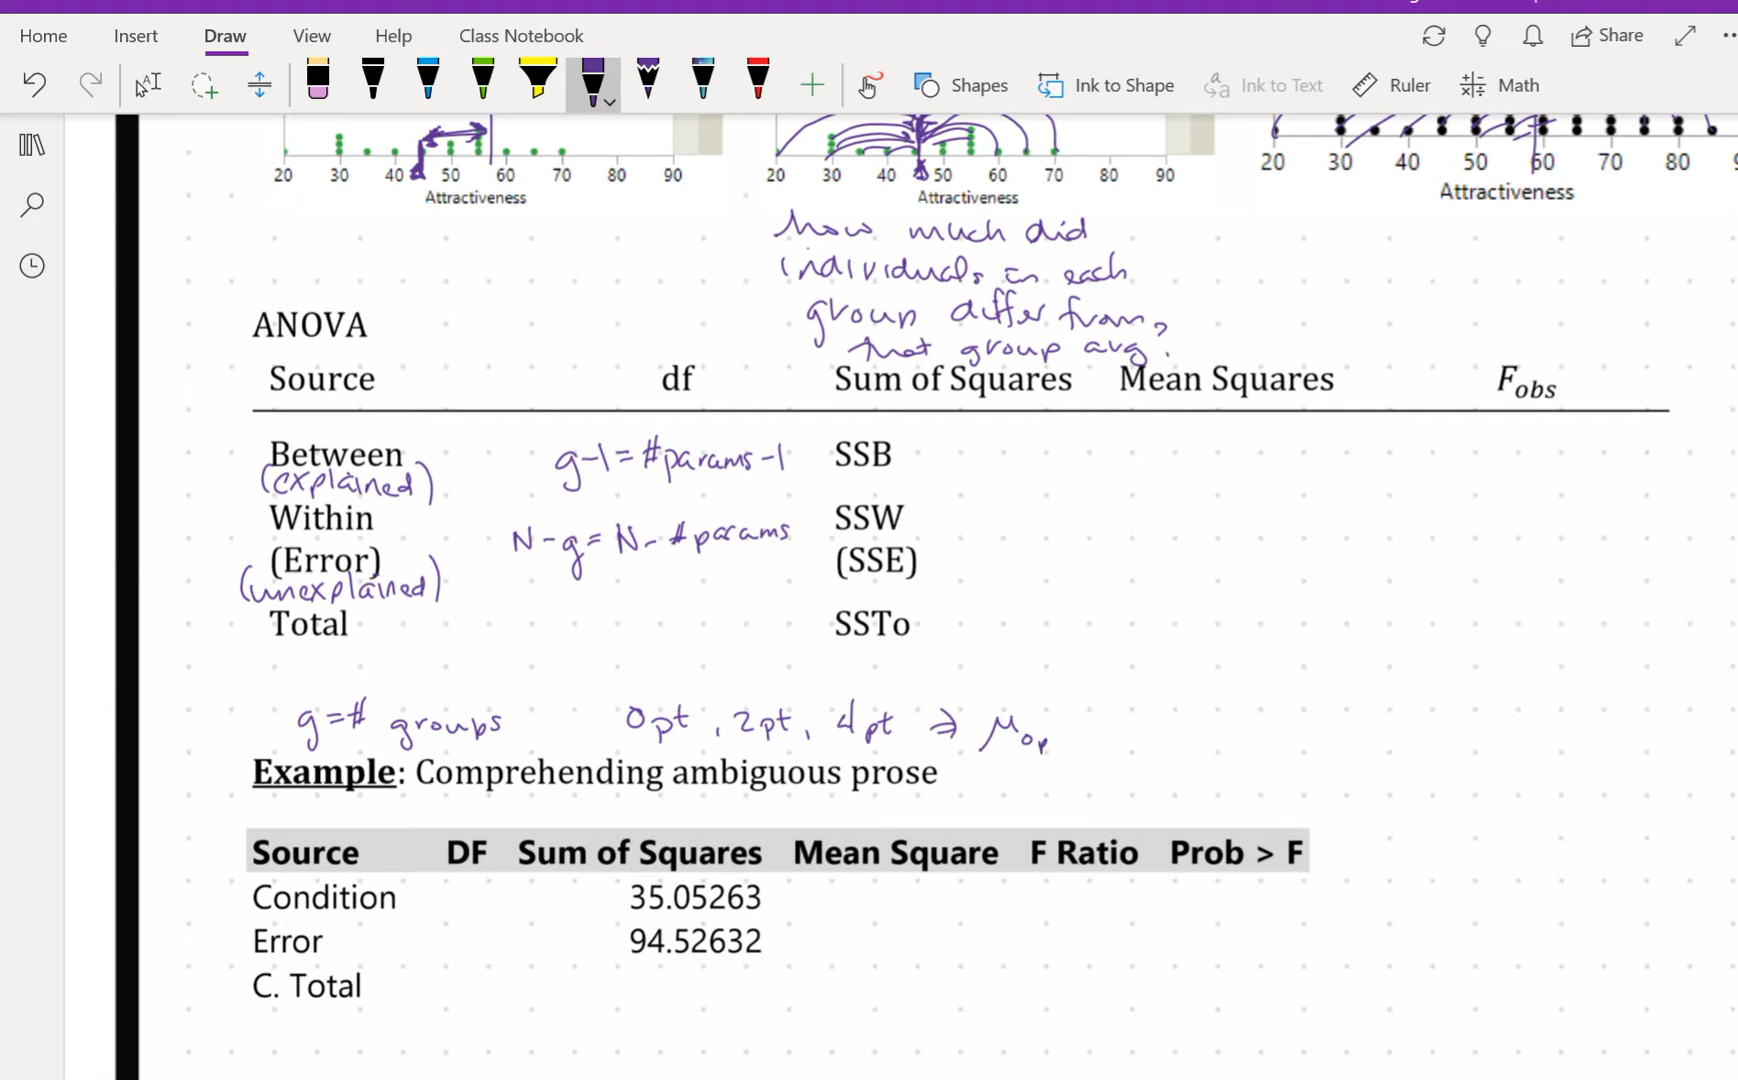 Home Insert Draw View Help Class Notebook Share
Shapes Ink to Shape Ink to Text Ruler Math
20 30 40 50 60 70 80 90
Attractiveness
20 30 40 50 60 70 80 90
Attractiveness
20 30 40 50 60 70 80
Attractiveness
how much did
individuals in each
group differ from
that group avg?
ANOVA
Source df Sum of Squares Mean Squares F_obs
Between g-1 = #params -1 SSB
(explained)
Within SSW
N-g = N- #params
(Error) (SSE)
(unexplained)
Total SSTo
g = # groups 0pt, 2pt, 4pt ⇒ μop
Example: Comprehending ambiguous prose
Source DF Sum of Squares Mean Square F Ratio Prob > F
Condition 35.05263
Error 94.52632
C. Total